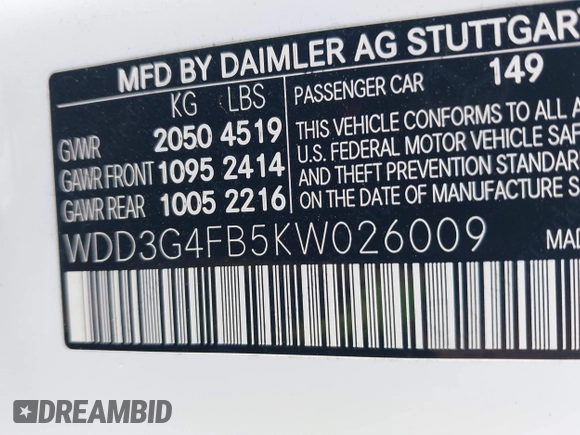 MFD BY DAIMLER AG STUTTGART
KG LBS
PASSENGER CAR 149
GVWR 2050 4519
GAWR FRONT 1095 2414
GAWR REAR 1005 2216
THIS VEHICLE CONFORMS TO ALL A
U.S. FEDERAL MOTOR VEHICLE SAF
AND THEFT PREVENTION STANDAR
ON THE DATE OF MANUFACTURE S
WDD3G4FB5KW026009
MAD
DREAMBID